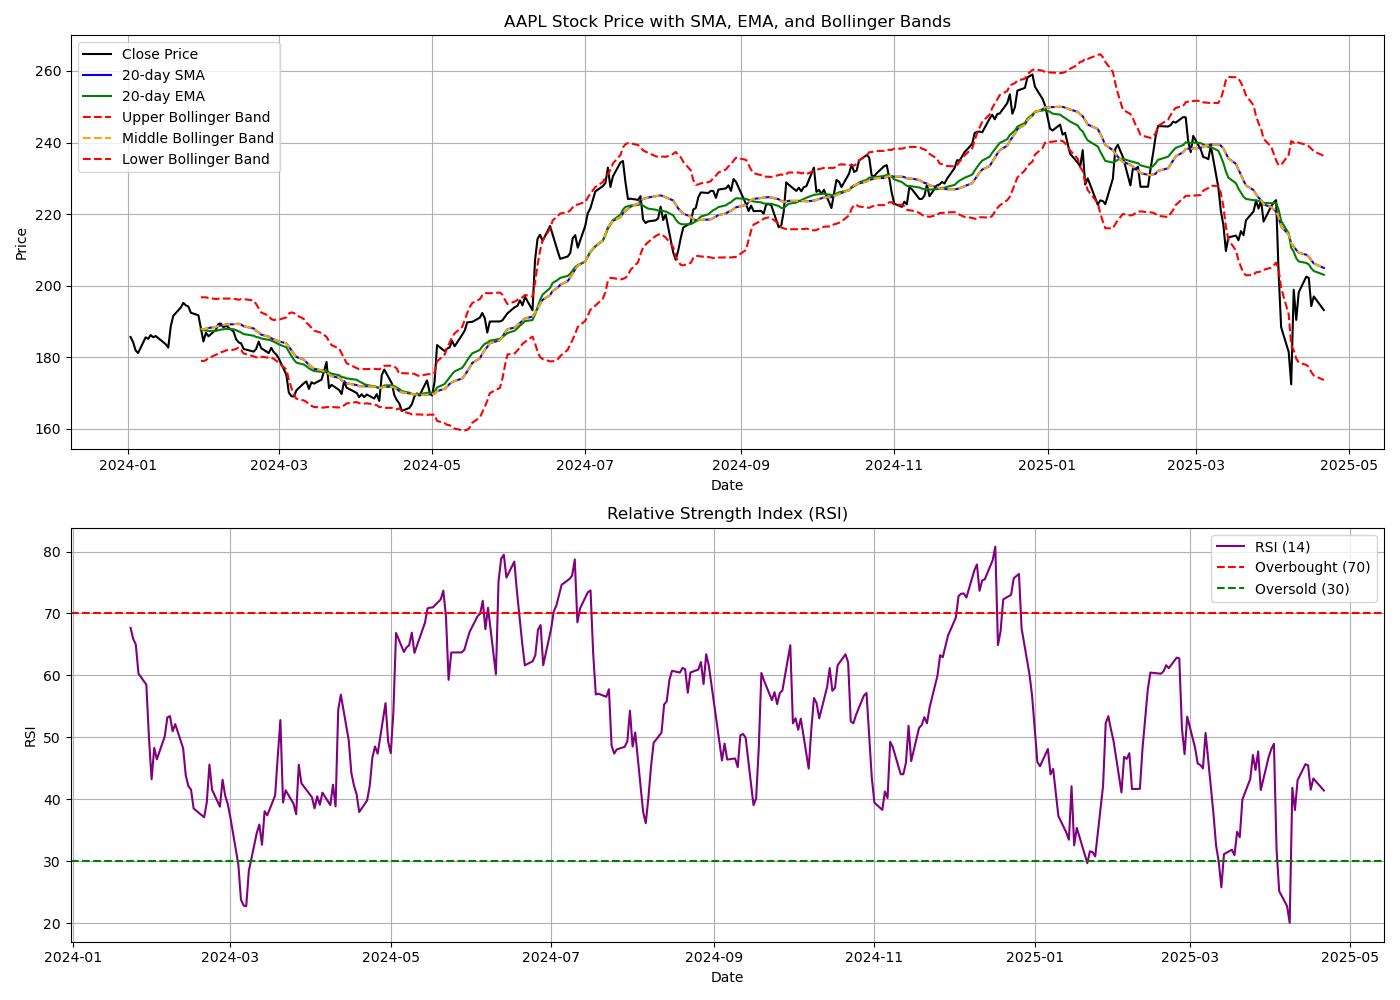 AAPL Stock Price with SMA, EMA, and Bollinger Bands
Close Price
20-day SMA
20-day EMA
Upper Bollinger Band
Middle Bollinger Band
Lower Bollinger Band
Price
260
240
220
200
180
160
2024-01 2024-03 2024-05 2024-07 2024-09 2024-11 2025-01 2025-03 2025-05
Date
Relative Strength Index (RSI)
RSI (14)
Overbought (70)
Oversold (30)
RSI
80
70
60
50
40
30
20
2024-01 2024-03 2024-05 2024-07 2024-09 2024-11 2025-01 2025-03 2025-05
Date